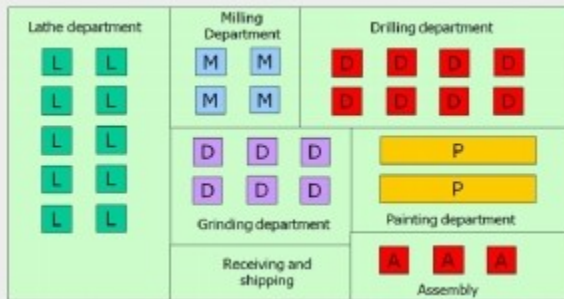 Lathe department
L L
L L
L L
L L
L L
Milling
Department
M M
M M
Drilling department
D D D D
D D D D
D D D
D D D
Grinding department
P
P
Painting department
Receiving and
shipping
A A A
Assembly